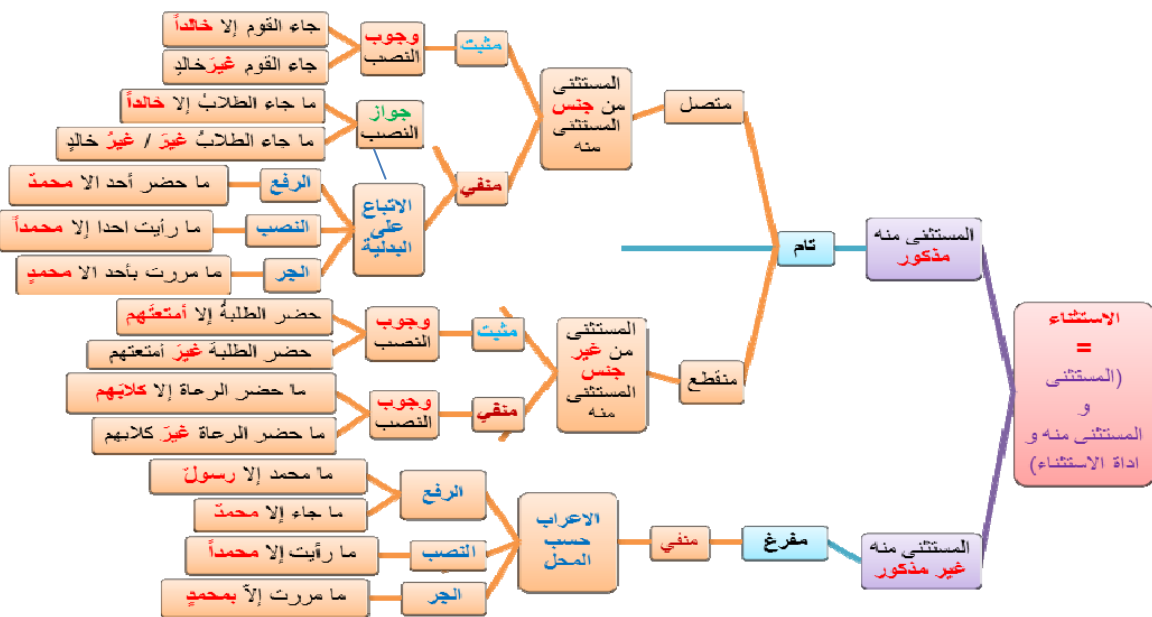 الاستثناء
=
(المستثنى
و
المستثنى منه و
اداة الاستثناء)
المستثنى منه
مذكور
تام
متصل
المستثنى
من جنس
المستثنى
منه
مثبت
وجوب
النصب
جاء القوم إلا خالداً
جاء القوم غيرَ خالدٍ
منفي
جواز
النصب
ما جاء الطلابُ إلا خالداً
ما جاء الطلابُ غيرَ / غيرُ خالدٍ
الاتباع
على
البدلية
الرفع
ما حضر أحد الا محمدٌ
النصب
ما رأيت احدا إلا محمداً
الجر
ما مررت بأحد الا محمدٍ
منقطع
المستثنى
من غير
جنس
المستثنى
منه
مثبت
وجوب
النصب
حضر الطلبةُ إلا أمتعتَهم
حضر الطلبة غيرَ أمتعتهم
منفي
وجوب
النصب
ما حضر الرعاة إلا كلابَهم
ما حضر الرعاة غيرَ كلابهم
المستثنى منه
غير مذكور
مفرغ
منفي
الاعراب
حسب
المحل
الرفع
ما محمد إلا رسولٌ
ما جاء إلا محمدٌ
النصب
ما رأيت إلا محمداً
الجر
ما مررت إلاّ بمحمدٍ